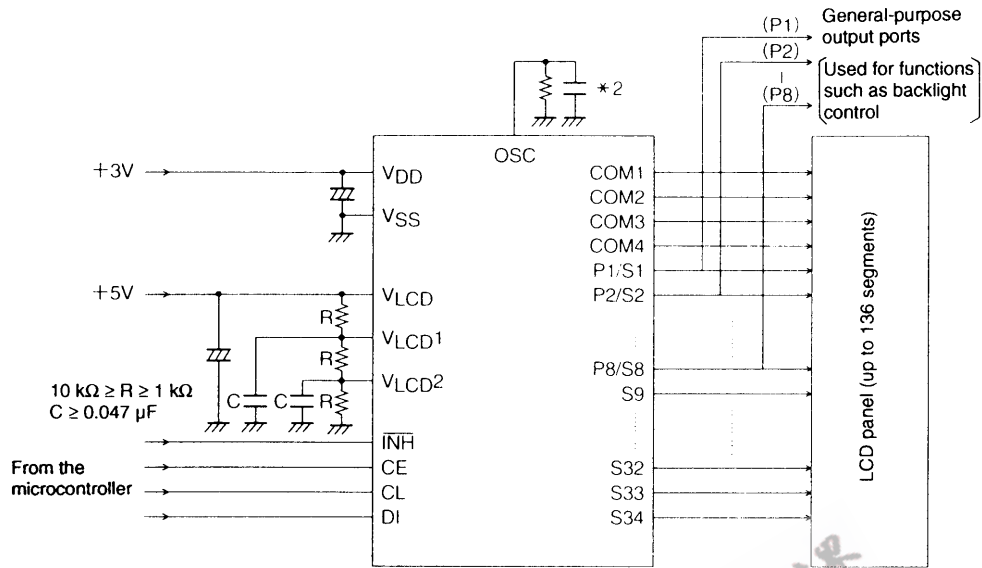 (P1)
General-purpose
output ports
(P2)
(P8)
Used for functions
such as backlight
control
*2
OSC
+3V
VDD
VSS
+5V
VLCD
R
VLCD1
R
VLCD2
R
C
C
10 kΩ ≥ R ≥ 1 kΩ
C ≥ 0.047 µF
From the
microcontroller
INH
CE
CL
DI
COM1
COM2
COM3
COM4
P1/S1
P2/S2
P8/S8
S9
S32
S33
S34
LCD panel (up to 136 segments)